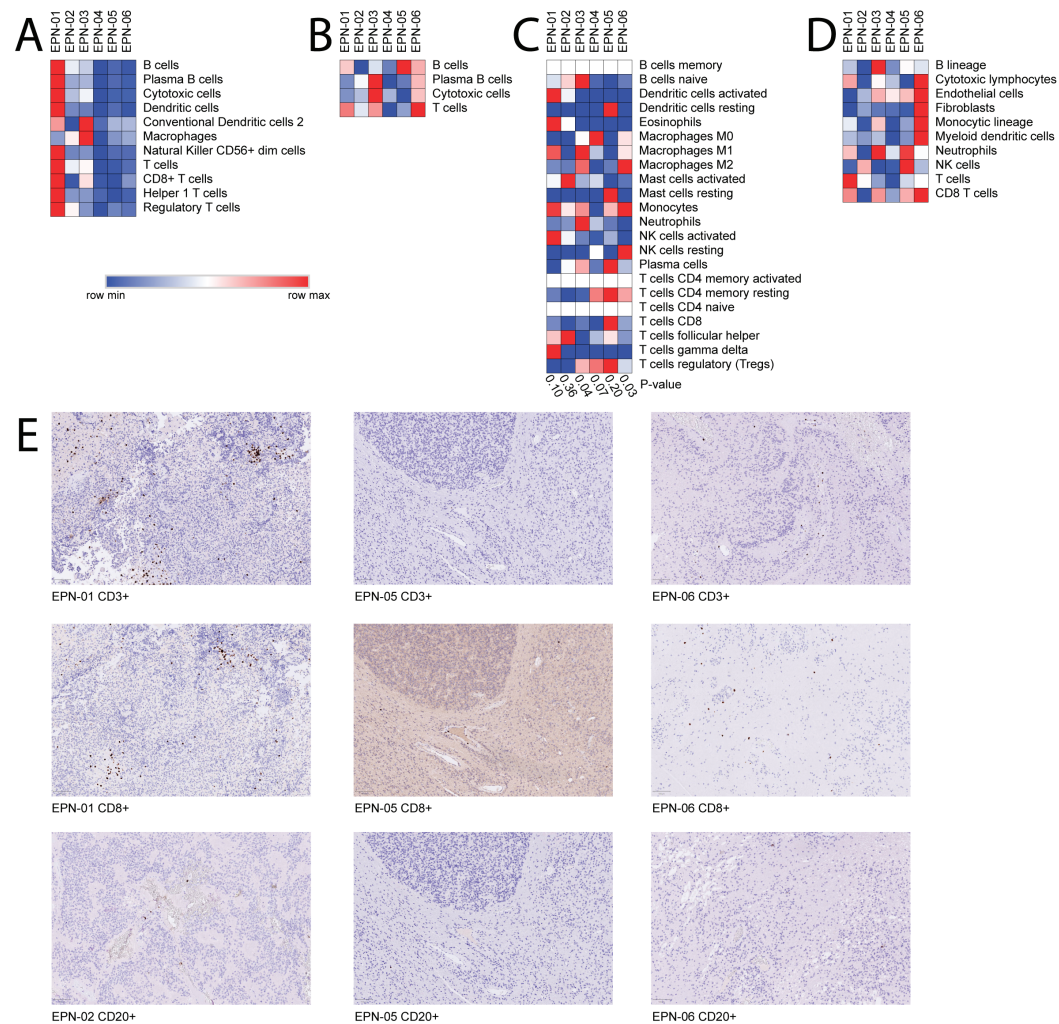 A
EPN-01
EPN-02
EPN-03
EPN-04
EPN-05
EPN-06
B cells
Plasma B cells
Cytotoxic cells
Dendritic cells
Conventional Dendritic cells 2
Macrophages
Natural Killer CD56+ dim cells
T cells
CD8+ T cells
Helper 1 T cells
Regulatory T cells
row min
row max
B
EPN-01
EPN-02
EPN-03
EPN-04
EPN-05
EPN-06
B cells
Plasma B cells
Cytotoxic cells
T cells
C
EPN-01
EPN-02
EPN-03
EPN-04
EPN-05
EPN-06
B cells memory
B cells naive
Dendritic cells activated
Dendritic cells resting
Eosinophils
Macrophages M0
Macrophages M1
Macrophages M2
Mast cells activated
Mast cells resting
Monocytes
Neutrophils
NK cells activated
NK cells resting
Plasma cells
T cells CD4 memory activated
T cells CD4 memory resting
T cells CD4 naive
T cells CD8
T cells follicular helper
T cells gamma delta
T cells regulatory (Tregs)
0.10 0.36 0.04 0.07 0.20 0.03 P-value
D
EPN-01
EPN-02
EPN-03
EPN-04
EPN-05
EPN-06
B lineage
Cytotoxic lymphocytes
Endothelial cells
Fibroblasts
Monocytic lineage
Myeloid dendritic cells
Neutrophils
NK cells
T cells
CD8 T cells
E
EPN-01 CD3+
EPN-05 CD3+
EPN-06 CD3+
EPN-01 CD8+
EPN-05 CD8+
EPN-06 CD8+
EPN-02 CD20+
EPN-05 CD20+
EPN-06 CD20+